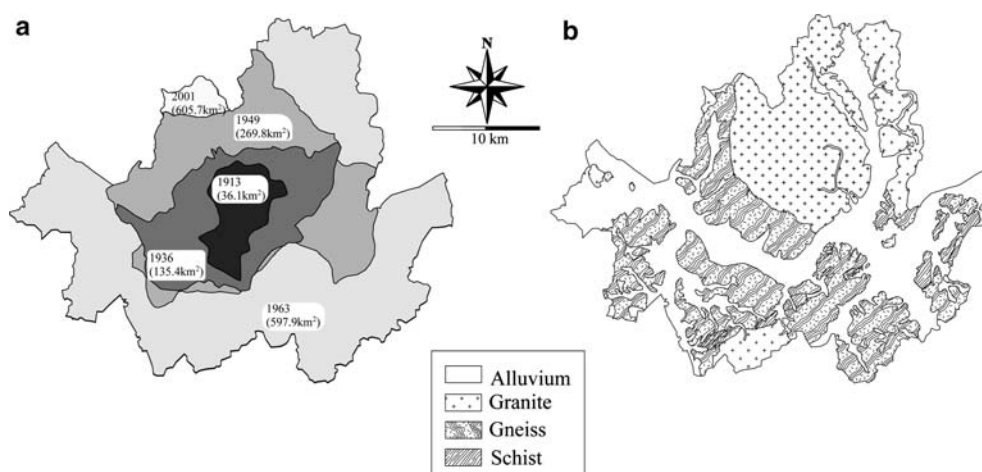 a
2001
(605.7km²)
1949
(269.8km²)
1913
(36.1km²)
1936
(135.4km²)
1963
(597.9km²)
N
10 km
b
Alluvium
Granite
Gneiss
Schist